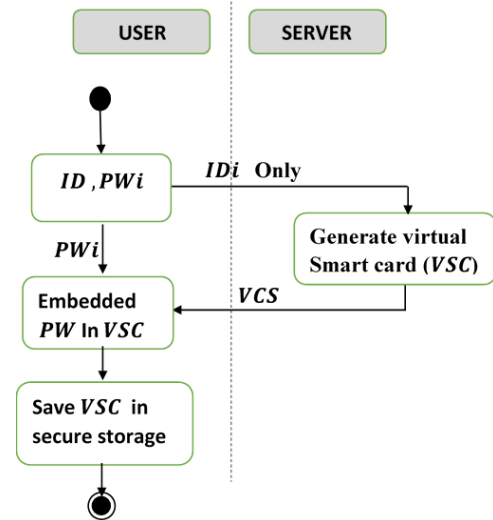 USER
SERVER
ID , PWi
IDi Only
PWi
Generate virtual
Smart card (VSC)
VCS
Embedded
PW In VSC
Save VSC in
secure storage